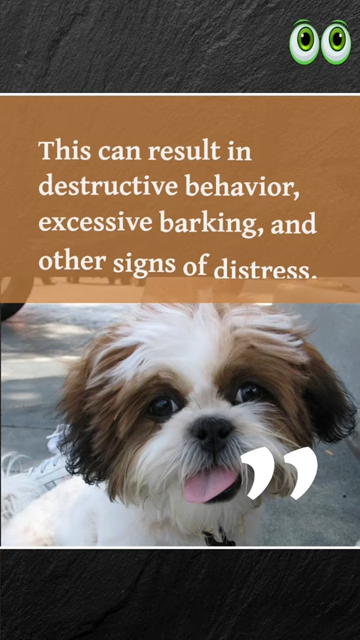 This can result in
destructive behavior,
excessive barking, and
other signs of distress.
”